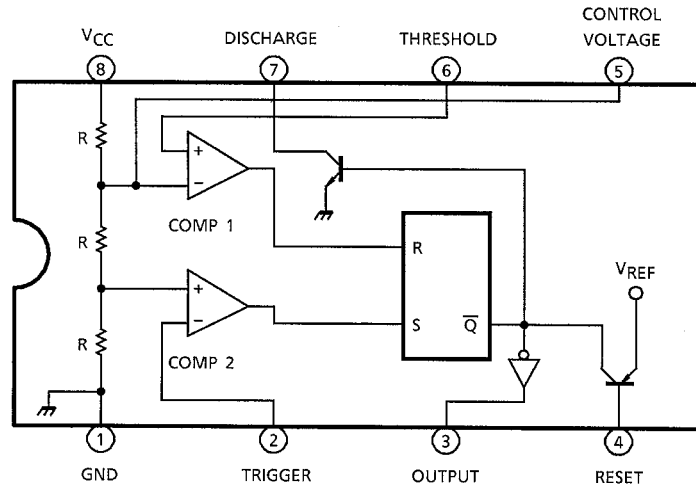 CONTROL
VCC DISCHARGE THRESHOLD VOLTAGE
8 7 6 5
R
+
−
COMP 1
R
R
VREF
+
−
S Q̅
R
COMP 2
1 2 3 4
GND TRIGGER OUTPUT RESET